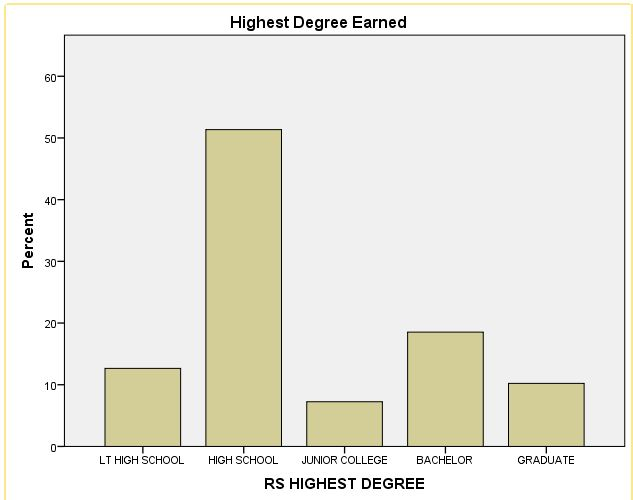 Highest Degree Earned
60
50
40
30
20
10
0
Percent
LT HIGH SCHOOL
HIGH SCHOOL
JUNIOR COLLEGE
BACHELOR
GRADUATE
RS HIGHEST DEGREE